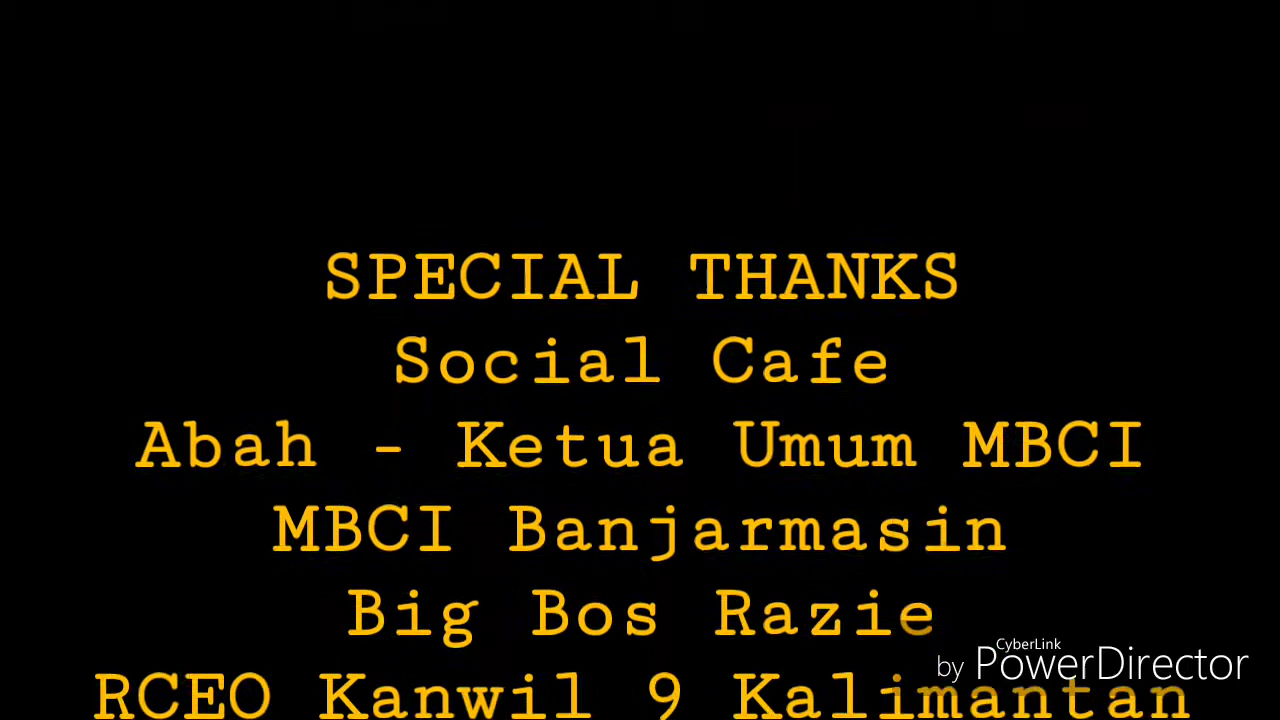 SPECIAL THANKS
Social Cafe
Abah - Ketua Umum MBCI
MBCI Banjarmasin
Big Bos Razie
CyberLink
by PowerDirector
RCEO Kanwil 9 Kalimantan